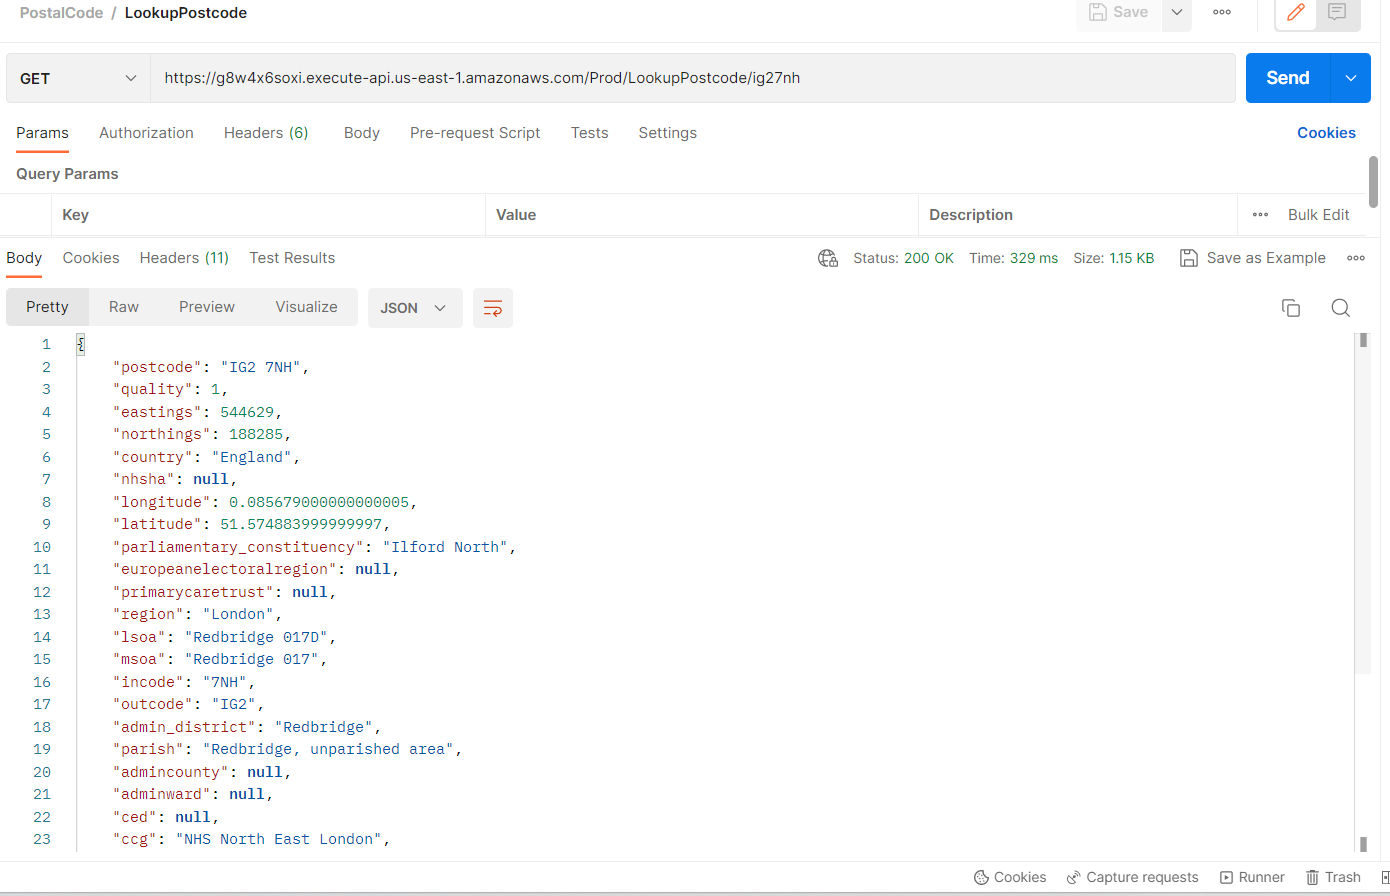 PostalCode / LookupPostcode
Save
GET
https://g8w4x6soxi.execute-api.us-east-1.amazonaws.com/Prod/LookupPostcode/ig27nh
Send
Params Authorization Headers (6) Body Pre-request Script Tests Settings Cookies
Query Params
Key Value Description Bulk Edit
Body Cookies Headers (11) Test Results Status: 200 OK Time: 329 ms Size: 1.15 KB Save as Example
Pretty Raw Preview Visualize JSON
1 {
2 "postcode": "IG2 7NH",
3 "quality": 1,
4 "eastings": 544629,
5 "northings": 188285,
6 "country": "England",
7 "nhsha": null,
8 "longitude": 0.085679000000000005,
9 "latitude": 51.574883999999997,
10 "parliamentary_constituency": "Ilford North",
11 "europeanelectoralregion": null,
12 "primarycaretrust": null,
13 "region": "London",
14 "lsoa": "Redbridge 017D",
15 "msoa": "Redbridge 017",
16 "incode": "7NH",
17 "outcode": "IG2",
18 "admin_district": "Redbridge",
19 "parish": "Redbridge, unparished area",
20 "admincounty": null,
21 "adminward": null,
22 "ced": null,
23 "ccg": "NHS North East London",
Cookies Capture requests Runner Trash